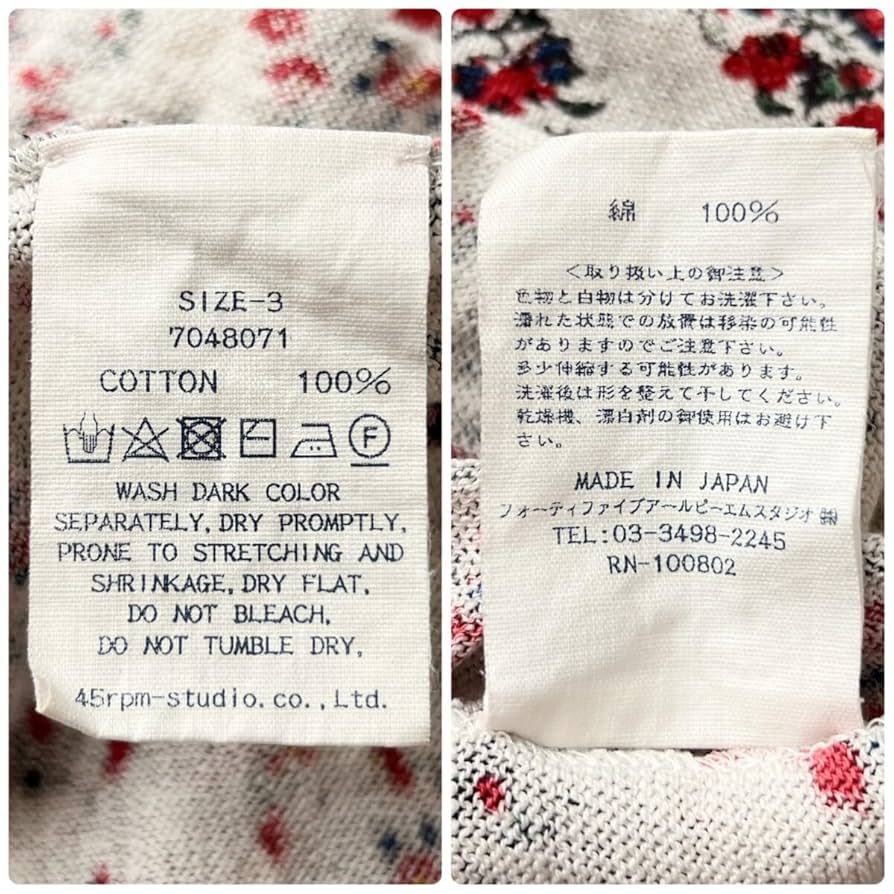 SIZE-3
7048071
COTTON 100%
F
WASH DARK COLOR
SEPARATELY,DRY PROMPTLY.
PRONE TO STRETCHING AND
SHRINKAGE,DRY FLAT.
DO NOT BLEACH.
DO NOT TUMBLE DRY.
45rpm-studio.co.,Ltd.
綿 100%
<取り扱い上の御注意>
色物と白物は分けてお洗濯下さい。
濡れた状態での放置は移染の可能性
がありますのでご注意下さい。
多少伸縮する可能性があります。
洗濯後は形を整えて干してください。
乾燥機、漂白剤の御使用はお避け下
さい。
MADE IN JAPAN
フォーティファイブアールピーエムスタジオ㈱
TEL:03-3498-2245
RN-100802